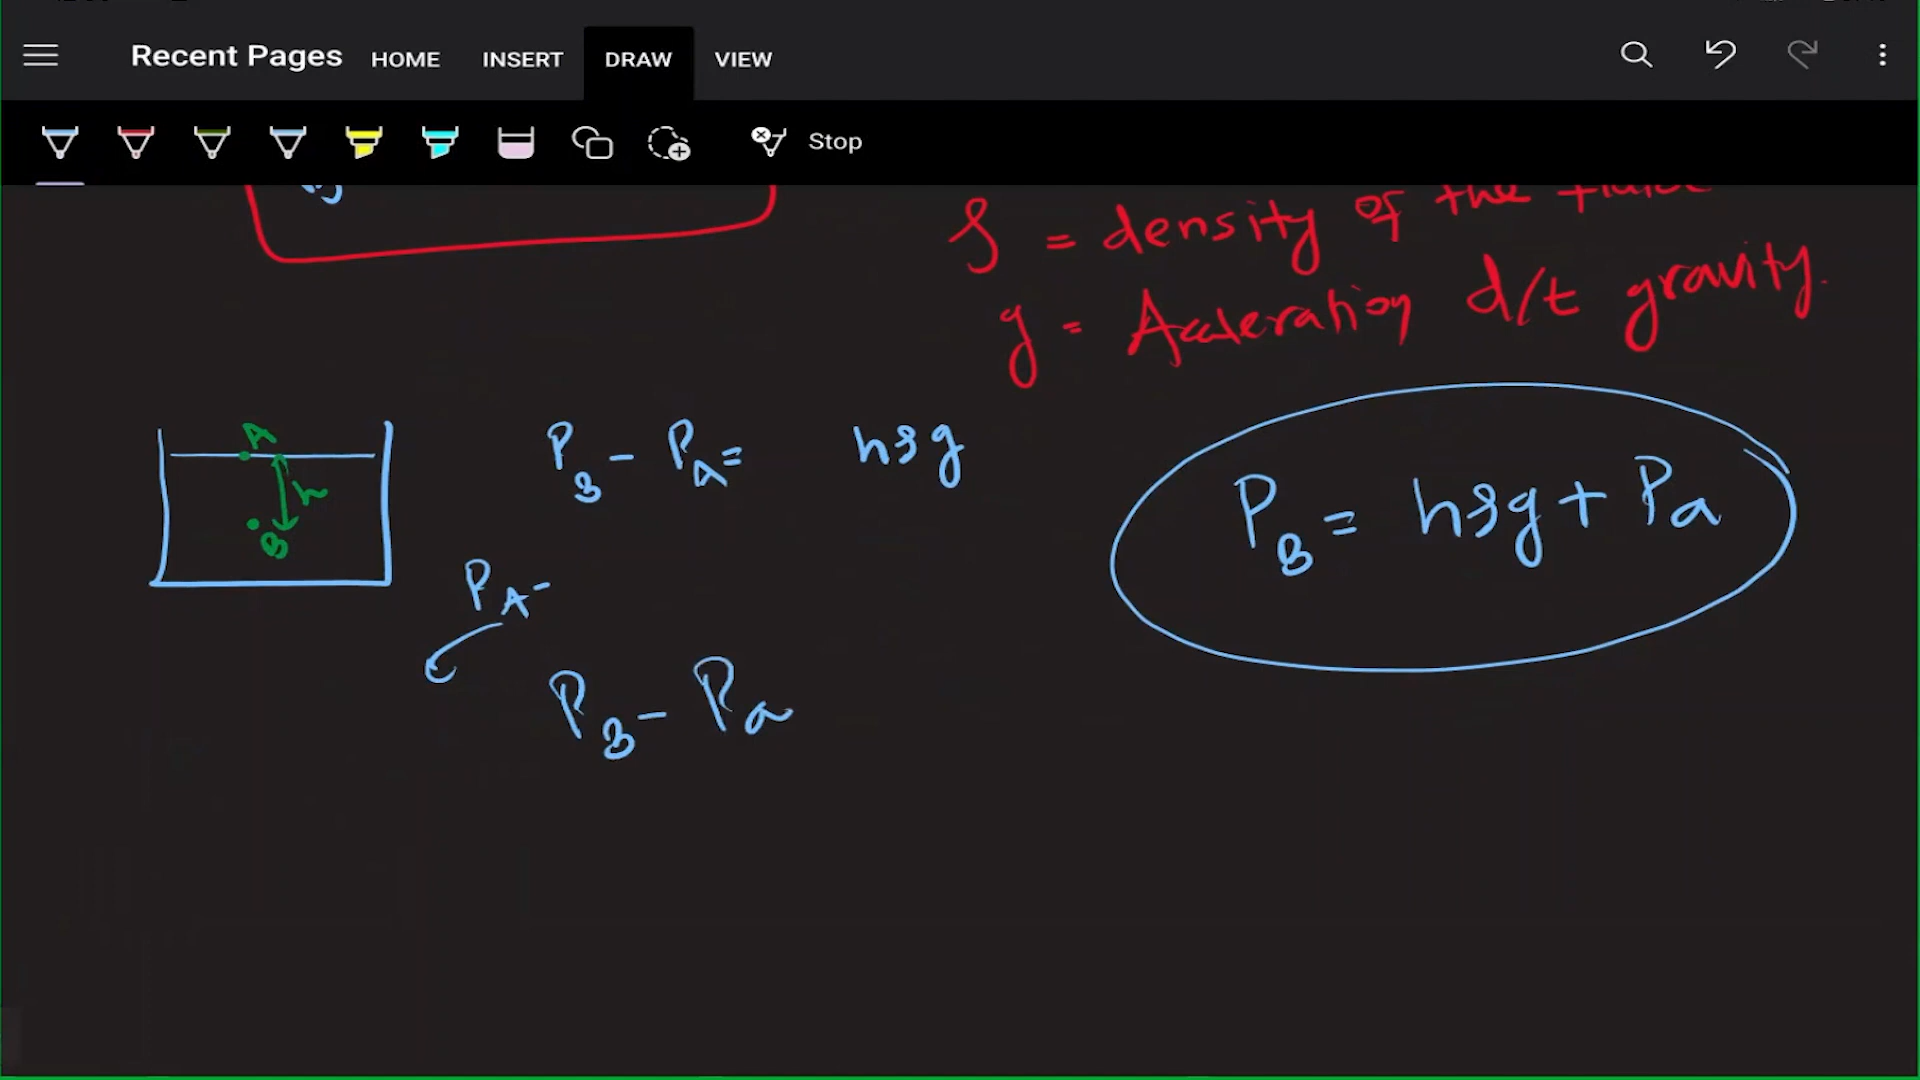 Recent Pages HOME INSERT DRAW VIEW
Stop
ρ = density of the
g = Accleration d/t gravity.
A
h
B
P_B - P_A = hρg
P_B = hρg + P_a
P_A -
P_B - P_a